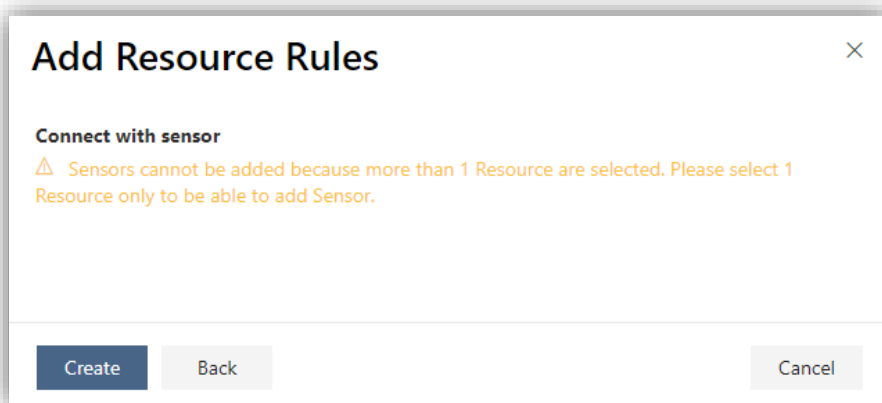 Add Resource Rules
Connect with sensor
Sensors cannot be added because more than 1 Resource are selected. Please select 1
Resource only to be able to add Sensor.
Create Back Cancel